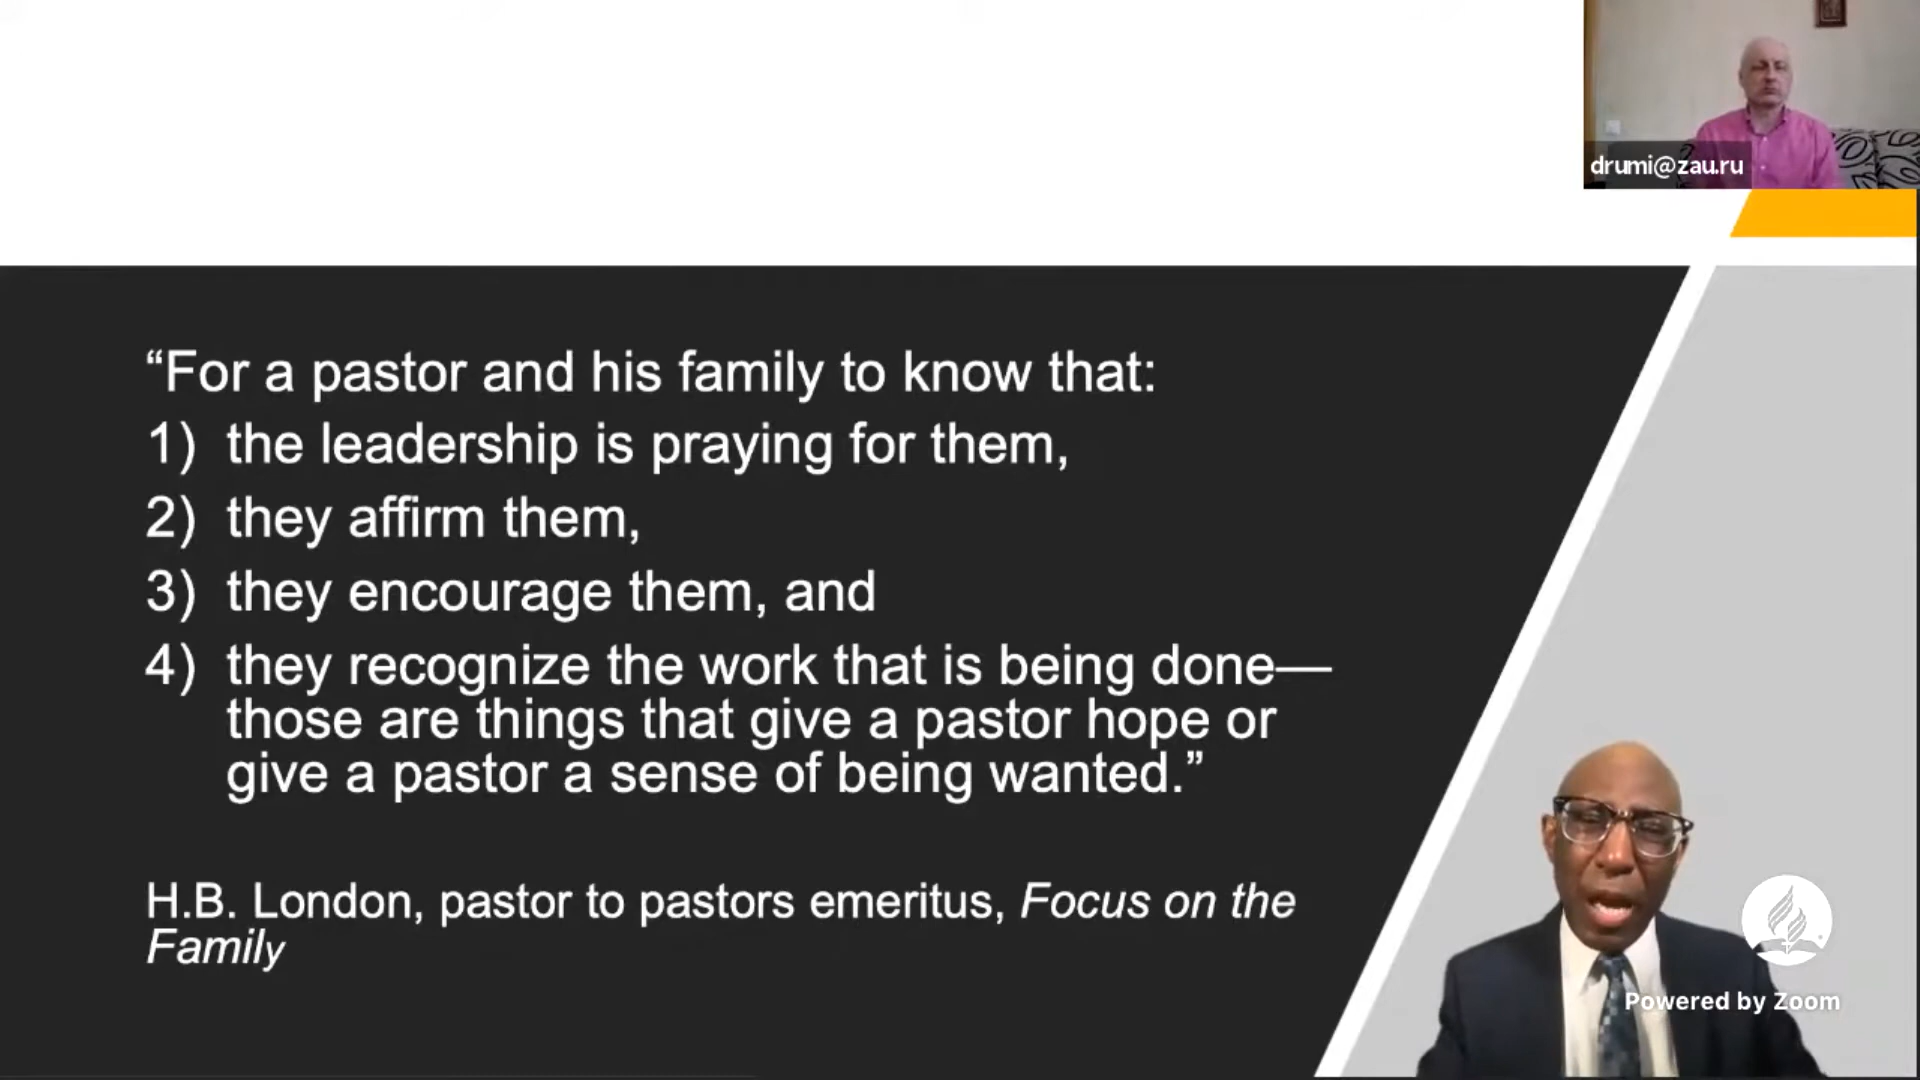 drumi@zau.ru
“For a pastor and his family to know that:
1) the leadership is praying for them,
2) they affirm them,
3) they encourage them, and
4) they recognize the work that is being done—
those are things that give a pastor hope or
give a pastor a sense of being wanted.”
H.B. London, pastor to pastors emeritus, Focus on the
Family
Powered by Zoom